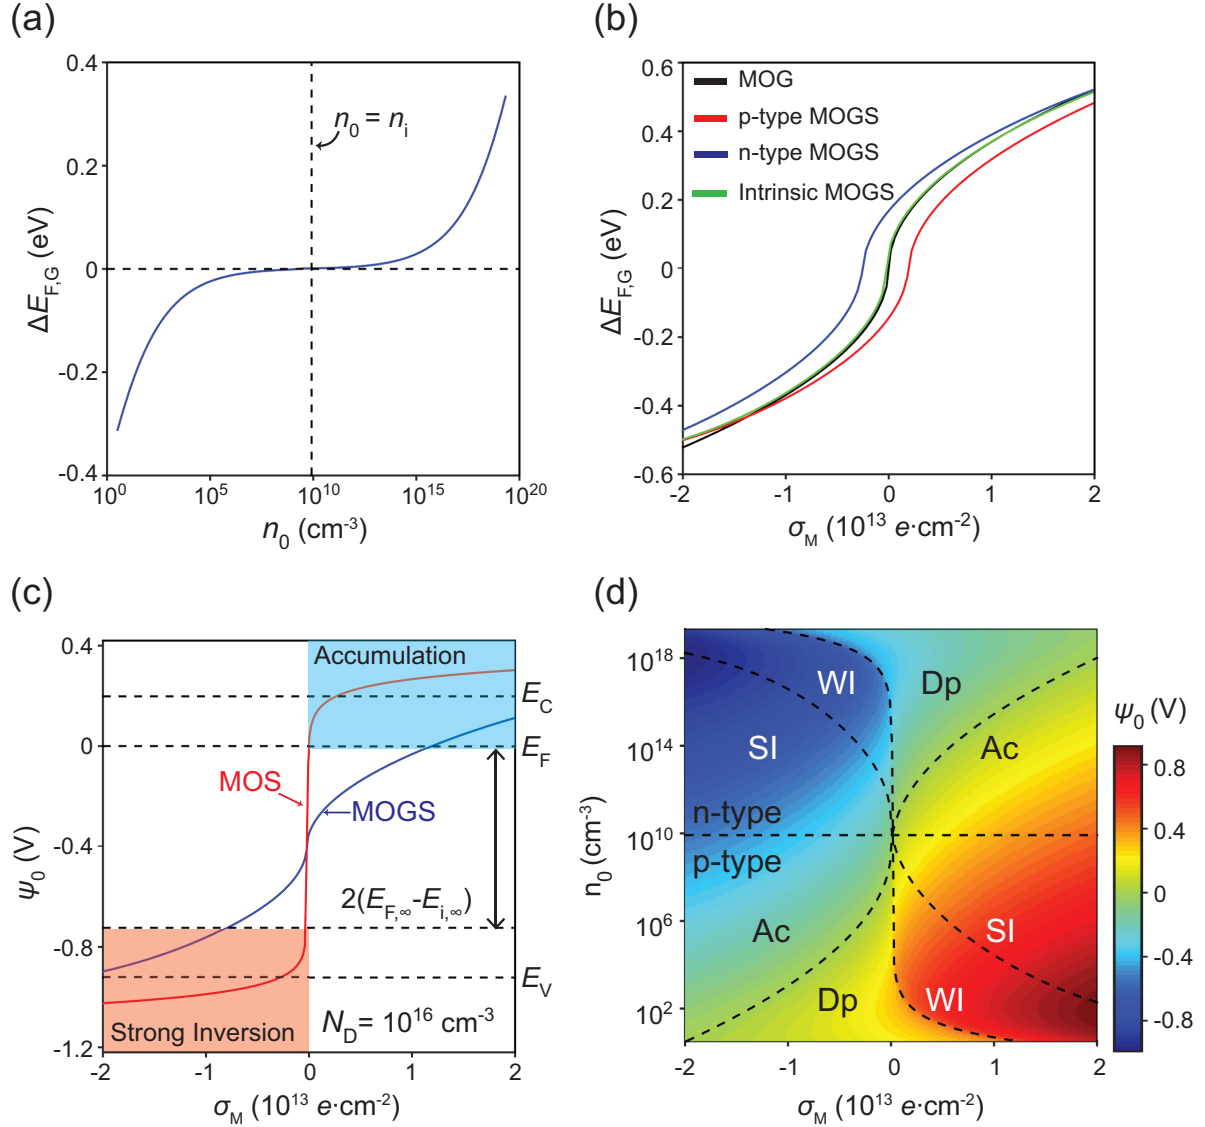 (a)
0.4
0.2
0
-0.2
-0.4
ΔE_F,G (eV)
n_0 = n_i
10^0
10^5
10^10
10^15
10^20
n_0 (cm^-3)
(b)
0.6
0.4
0.2
0
-0.2
-0.4
-0.6
ΔE_F,G (eV)
MOG
p-type MOGS
n-type MOGS
Intrinsic MOGS
-2
-1
0
1
2
σ_M (10^13 e·cm^-2)
(c)
0.4
0
-0.4
-0.8
-1.2
ψ_0 (V)
Accumulation
E_C
E_F
MOS
MOGS
2(E_F,∞-E_i,∞)
E_V
Strong Inversion
N_D= 10^16 cm^-3
-2
-1
0
1
2
σ_M (10^13 e·cm^-2)
(d)
10^18
10^14
10^10
10^6
10^2
n_0 (cm^-3)
WI
Dp
SI
Ac
n-type
p-type
Ac
SI
Dp
WI
-2
-1
0
1
2
σ_M (10^13 e·cm^-2)
ψ_0 (V)
0.8
0.4
0
-0.4
-0.8